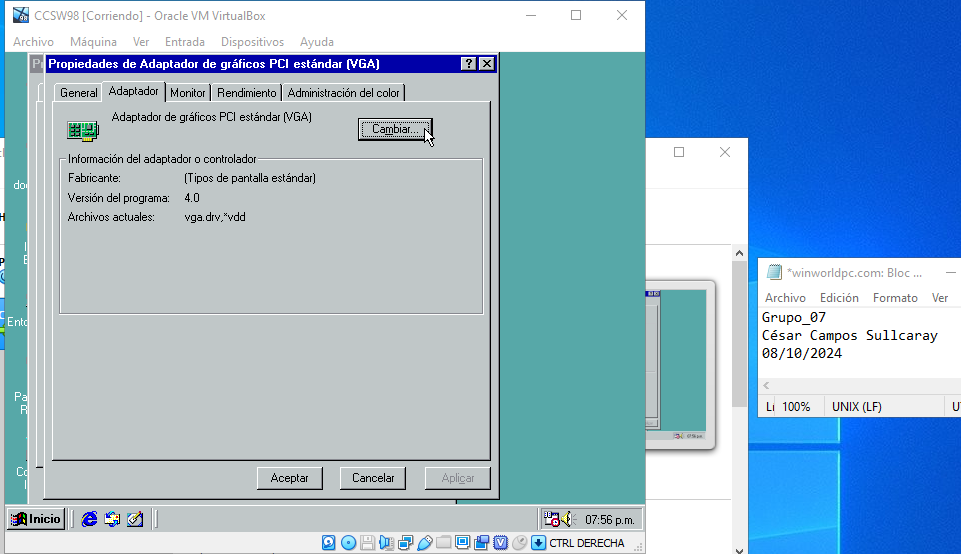 CCSW98 [Corriendo] - Oracle VM VirtualBox
Archivo Máquina Ver Entrada Dispositivos Ayuda
Propiedades de Adaptador de gráficos PCI estándar (VGA)
General Adaptador Monitor Rendimiento Administración del color
Adaptador de gráficos PCI estándar (VGA)
Cambiar...
Información del adaptador o controlador
Fabricante: (Tipos de pantalla estándar)
Versión del programa: 4.0
Archivos actuales: vga.drv,*vdd
Aceptar Cancelar Aplicar
Inicio
07:56 p.m.
CTRL DERECHA
*winworldpc.com: Bloc ...
Archivo Edición Formato Ver
Grupo_07
César Campos Sullcaray
08/10/2024
100% UNIX (LF)